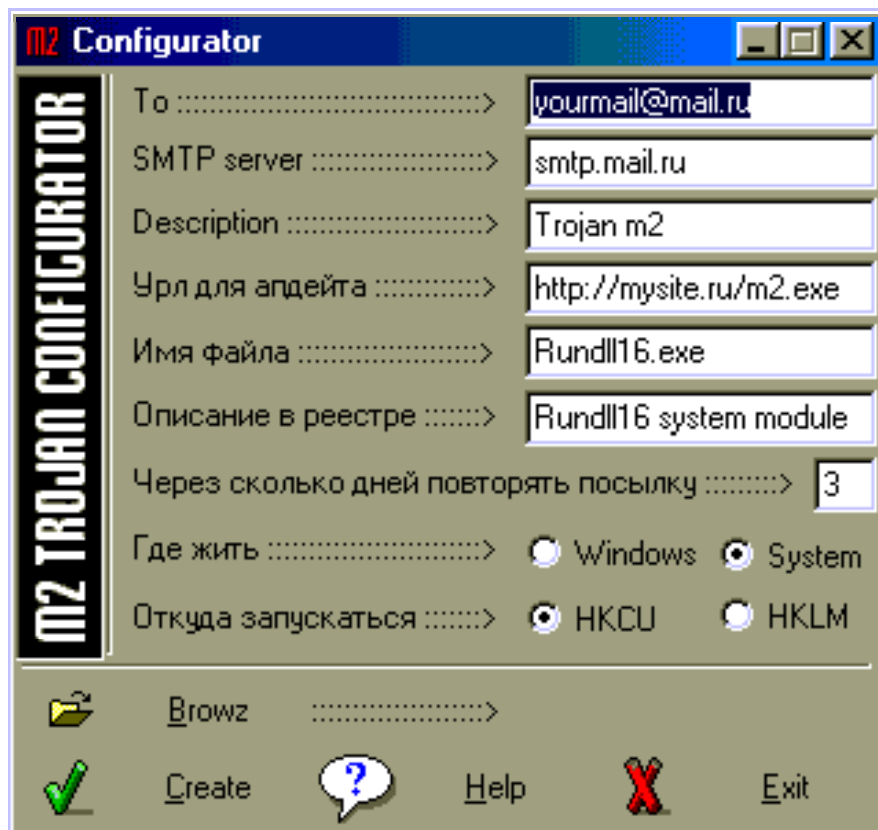 m2 Configurator
M2 TROJAN CONFIGURATOR
To ::::::::::::::::::::::::::::::::::> yourmail@mail.ru
SMTP server :::::::::::::::::::::> smtp.mail.ru
Description ::::::::::::::::::::::::> Trojan m2
Урл для апдейта :::::::::::::> http://mysite.ru/m2.exe
Имя файла ::::::::::::::::::::::> Rundll16.exe
Описание в реестре :::::::> Rundll16 system module
Через сколько дней повторять посылку :::::::::> 3
Где жить ::::::::::::::::::::::::::> Windows System
Откуда запускаться :::::::> HKCU HKLM
Browz :::::::::::::::::::::>
Create ? Help Exit